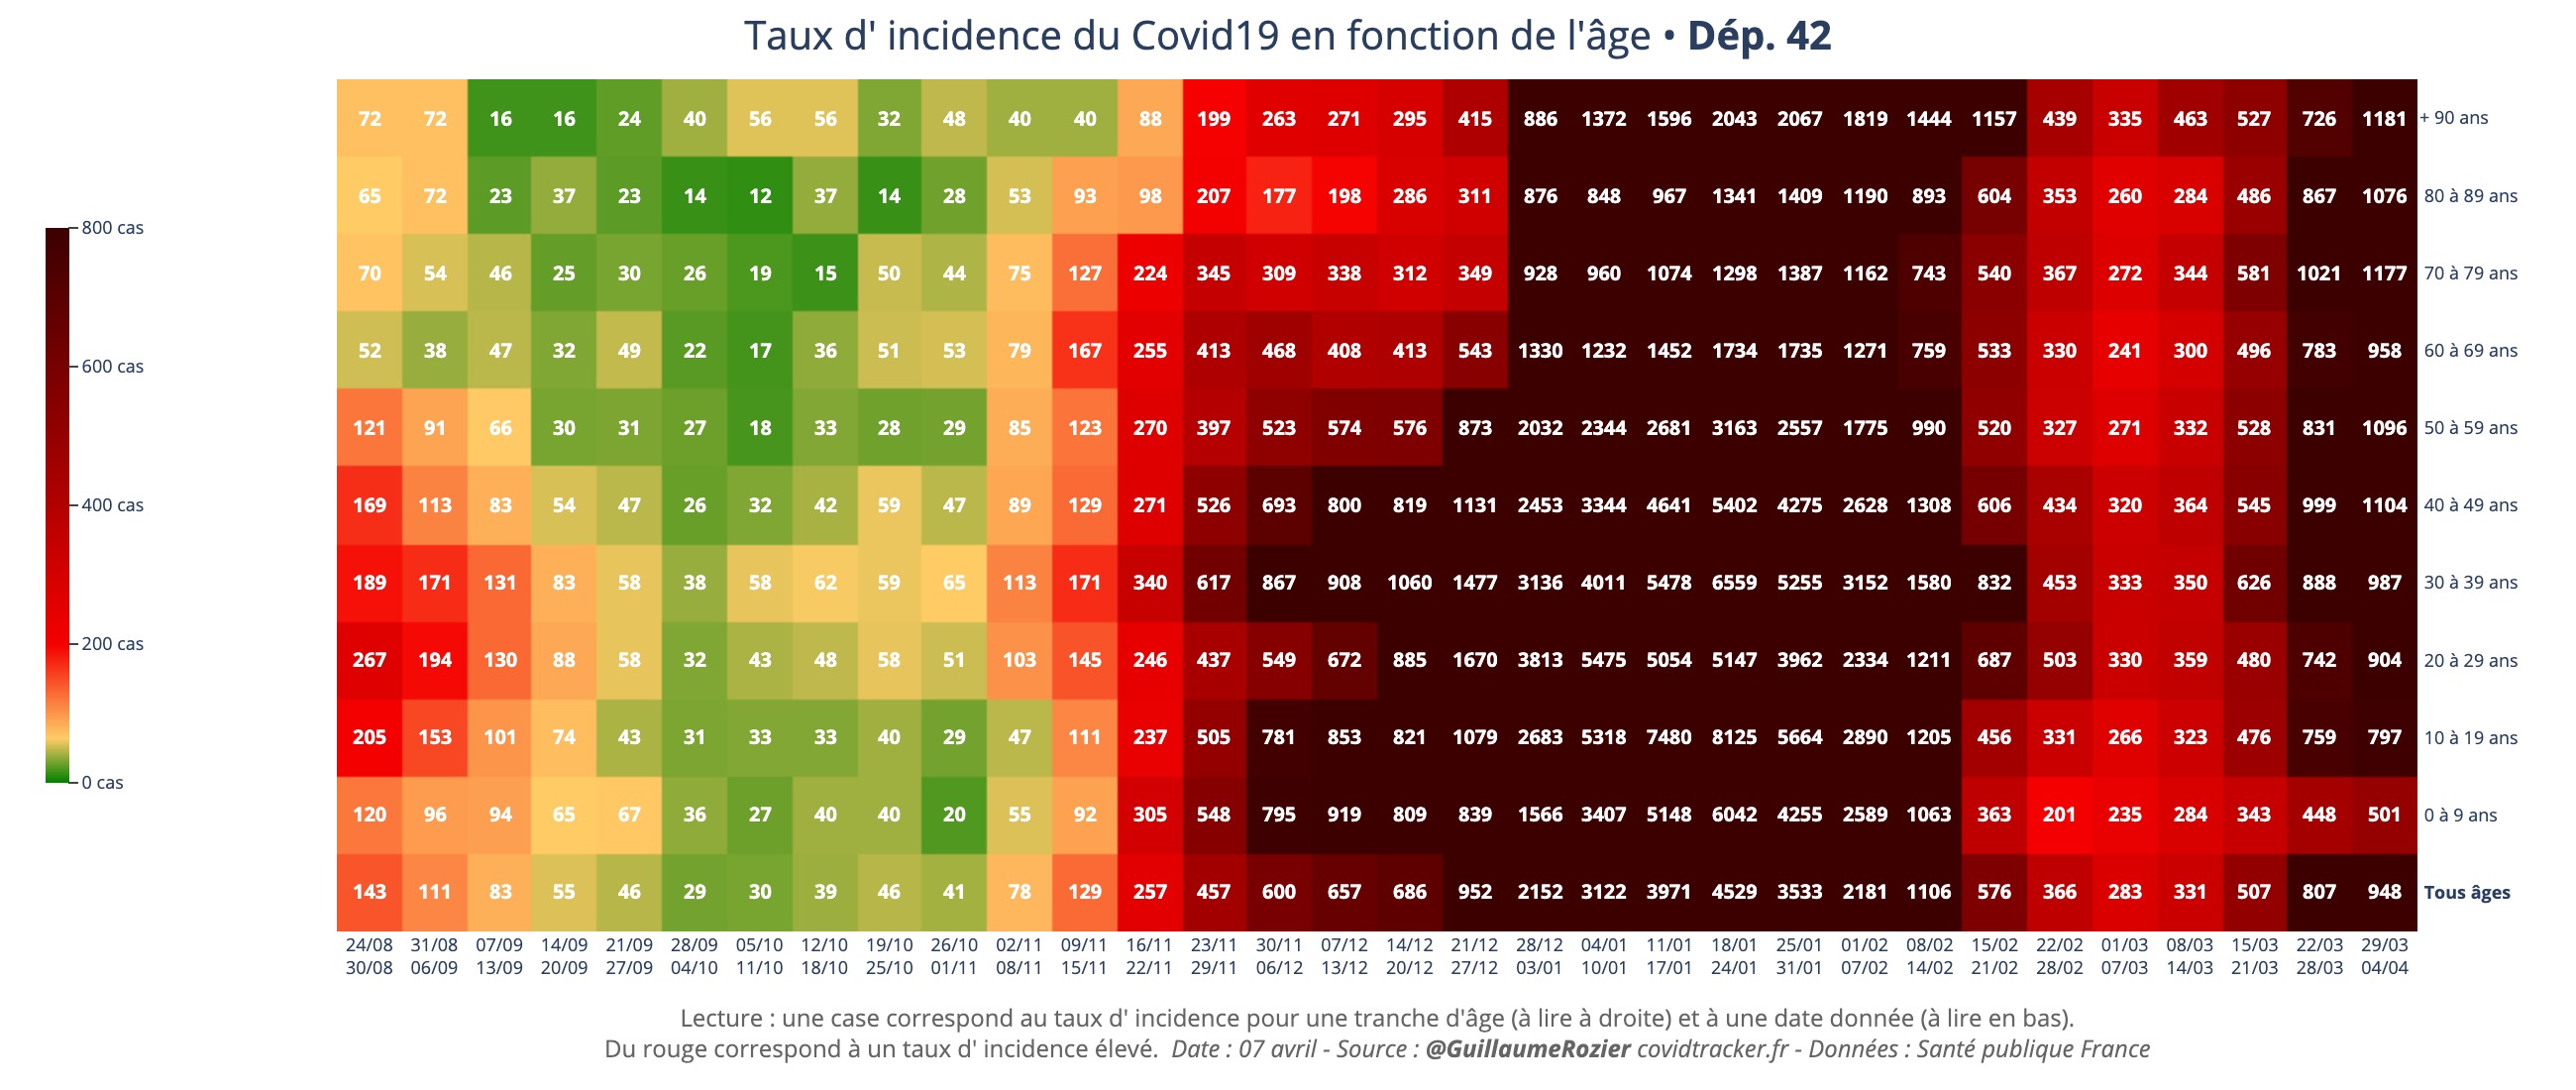 Taux d' incidence du Covid19 en fonction de l'âge • Dép. 42
800 cas
600 cas
400 cas
200 cas
0 cas
72 72 16 16 24 40 56 56 32 48 40 40 88 199 263 271 295 415 886 1372 1596 2043 2067 1819 1444 1157 439 335 463 527 726 1181 + 90 ans
65 72 23 37 23 14 12 37 14 28 53 93 98 207 177 198 286 311 876 848 967 1341 1409 1190 893 604 353 260 284 486 867 1076 80 à 89 ans
70 54 46 25 30 26 19 15 50 44 75 127 224 345 309 338 312 349 928 960 1074 1298 1387 1162 743 540 367 272 344 581 1021 1177 70 à 79 ans
52 38 47 32 49 22 17 36 51 53 79 167 255 413 468 408 413 543 1330 1232 1452 1734 1735 1271 759 533 330 241 300 496 783 958 60 à 69 ans
121 91 66 30 31 27 18 33 28 29 85 123 270 397 523 574 576 873 2032 2344 2681 3163 2557 1775 990 520 327 271 332 528 831 1096 50 à 59 ans
169 113 83 54 47 26 32 42 59 47 89 129 271 526 693 800 819 1131 2453 3344 4641 5402 4275 2628 1308 606 434 320 364 545 999 1104 40 à 49 ans
189 171 131 83 58 38 58 62 59 65 113 171 340 617 867 908 1060 1477 3136 4011 5478 6559 5255 3152 1580 832 453 333 350 626 888 987 30 à 39 ans
267 194 130 88 58 32 43 48 58 51 103 145 246 437 549 672 885 1670 3813 5475 5054 5147 3962 2334 1211 687 503 330 359 480 742 904 20 à 29 ans
205 153 101 74 43 31 33 33 40 29 47 111 237 505 781 853 821 1079 2683 5318 7480 8125 5664 2890 1205 456 331 266 323 476 759 797 10 à 19 ans
120 96 94 65 67 36 27 40 40 20 55 92 305 548 795 919 809 839 1566 3407 5148 6042 4255 2589 1063 363 201 235 284 343 448 501 0 à 9 ans
143 111 83 55 46 29 30 39 46 41 78 129 257 457 600 657 686 952 2152 3122 3971 4529 3533 2181 1106 576 366 283 331 507 807 948 Tous âges
24/08 31/08 07/09 14/09 21/09 28/09 05/10 12/10 19/10 26/10 02/11 09/11 16/11 23/11 30/11 07/12 14/12 21/12 28/12 04/01 11/01 18/01 25/01 01/02 08/02 15/02 22/02 01/03 08/03 15/03 22/03 29/03
30/08 06/09 13/09 20/09 27/09 04/10 11/10 18/10 25/10 01/11 08/11 15/11 22/11 29/11 06/12 13/12 20/12 27/12 03/01 10/01 17/01 24/01 31/01 07/02 14/02 21/02 28/02 07/03 14/03 21/03 28/03 04/04
Lecture : une case correspond au taux d' incidence pour une tranche d'âge (à lire à droite) et à une date donnée (à lire en bas).
Du rouge correspond à un taux d' incidence élevé. Date : 07 avril - Source : @GuillaumeRozier covidtracker.fr - Données : Santé publique France